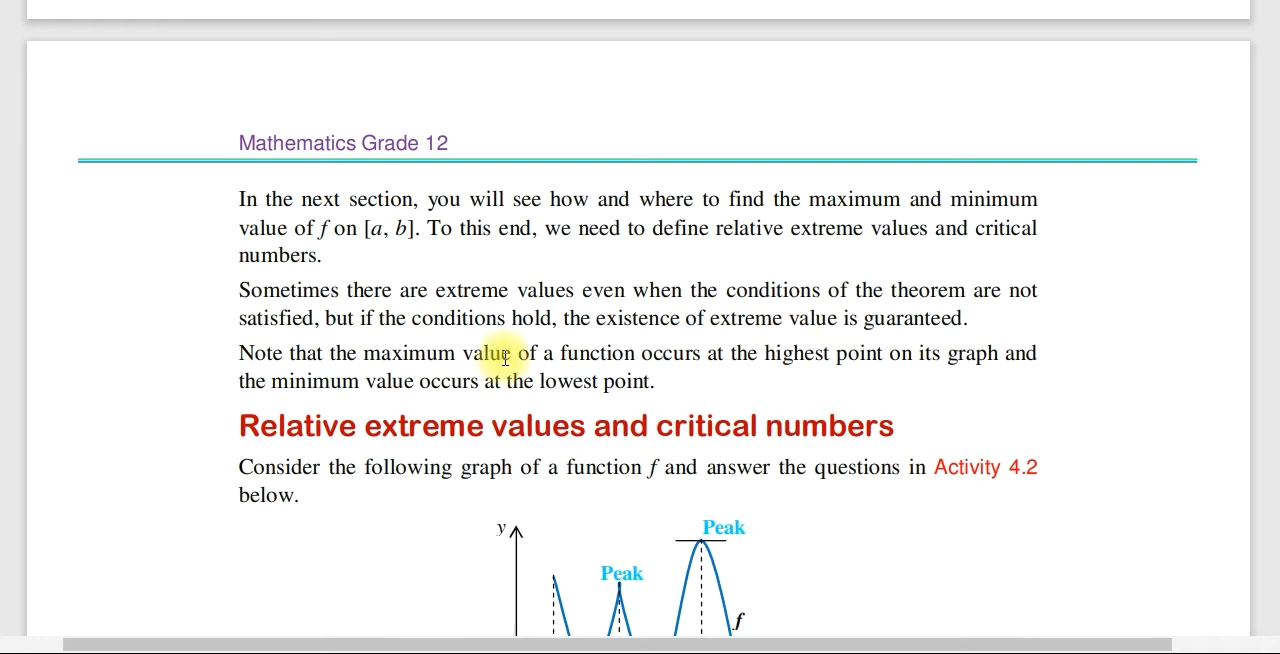 Mathematics Grade 12
In the next section, you will see how and where to find the maximum and minimum
value of f on [a, b]. To this end, we need to define relative extreme values and critical
numbers.
Sometimes there are extreme values even when the conditions of the theorem are not
satisfied, but if the conditions hold, the existence of extreme value is guaranteed.
Note that the maximum value of a function occurs at the highest point on its graph and
the minimum value occurs at the lowest point.
Relative extreme values and critical numbers
Consider the following graph of a function f and answer the questions in Activity 4.2
below.
y
Peak
Peak
f